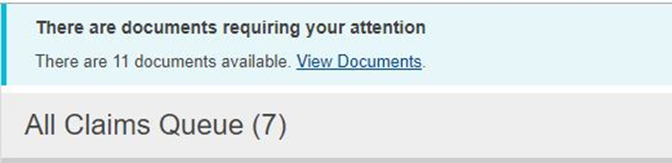 There are documents requiring your attention
There are 11 documents available. View Documents.
All Claims Queue (7)